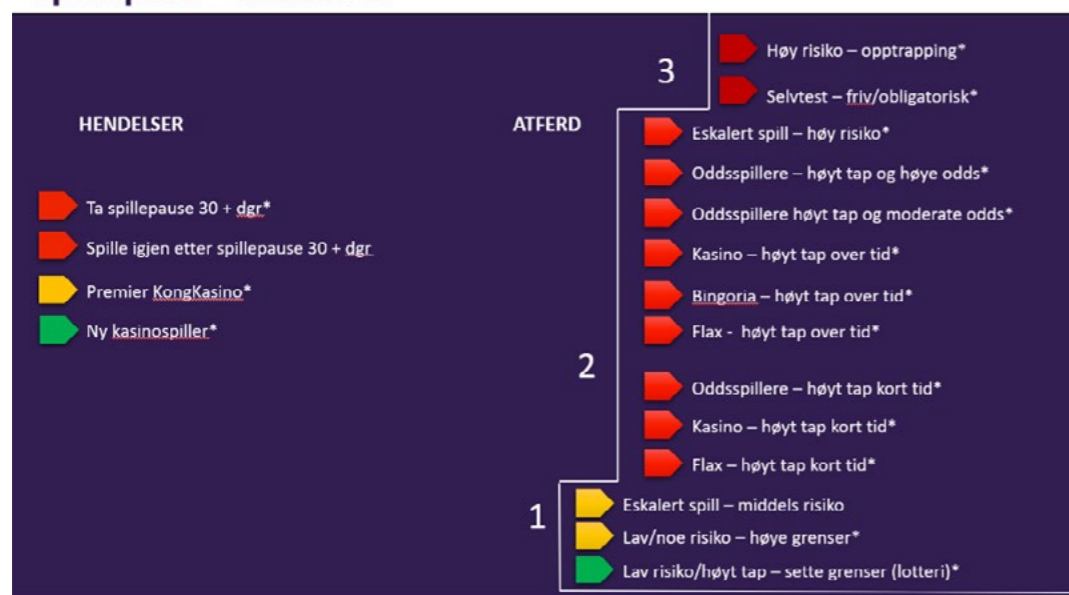 HENDELSER
Ta spillepause 30 + dgr*
Spille igjen etter spillepause 30 + dgr
Premier KongKasino*
Ny kasinospiller*
ATFERD
3
Høy risiko – opptrapping*
Selvtest – friv/obligatorisk*
2
Eskalert spill – høy risiko*
Oddsspillere – høyt tap og høye odds*
Oddsspillere høyt tap og moderate odds*
Kasino – høyt tap over tid*
Bingoria – høyt tap over tid*
Flax - høyt tap over tid*
Oddsspillere – høyt tap kort tid*
Kasino – høyt tap kort tid*
Flax – høyt tap kort tid*
1
Eskalert spill – middels risiko
Lav/noe risiko – høye grenser*
Lav risiko/høyt tap – sette grenser (lotteri)*